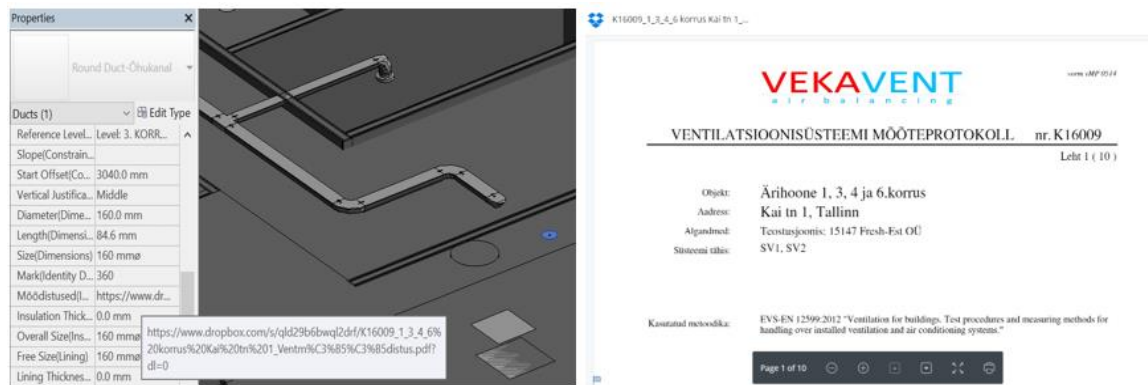 Properties
Round Duct-Õhukanal
Ducts (1)
Edit Type
Reference Level... Level: 3. KORR...
Slope(Constrain...
Start Offset(Co... 3040.0 mm
Vertical Justifica... Middle
Diameter(Dime... 160.0 mm
Length(Dimensi... 84.6 mm
Size(Dimensions) 160 mmø
Mark(Identity D... 360
Mõõdistused(I... https://www.dr...
Insulation Thick... 0.0 mm
Overall Size(Ins... 160 mmø
Free Size(Lining) 160 mmø
Lining Thicknes... 0.0 mm
https://www.dropbox.com/s/qld29b6bwql2drf/K16009_1_3_4_6%
20korrus%20Kai%20tn%201_Ventm%C3%85%C3%85distus.pdf?
dl=0
K16009_1_3_4_6 korrus Kai tn 1_...
VEKAVENT
air balancing
vorm vMP 0514
VENTILATSIOONISÜSTEEMI MÕÕTEPROTOKOLL nr. K16009
Leht 1 ( 10 )
Objekt: Ärihoone 1, 3, 4 ja 6.korrus
Aadress: Kai tn 1, Tallinn
Algandmed: Teostusjoonis: 15147 Fresh-Est OÜ
Süsteemi tähis: SV1, SV2
Kasutatud metoodika: EVS-EN 12599:2012 "Ventilation for buildings. Test procedures and measuring methods for
handling over installed ventilation and air conditioning systems."
Page 1 of 10